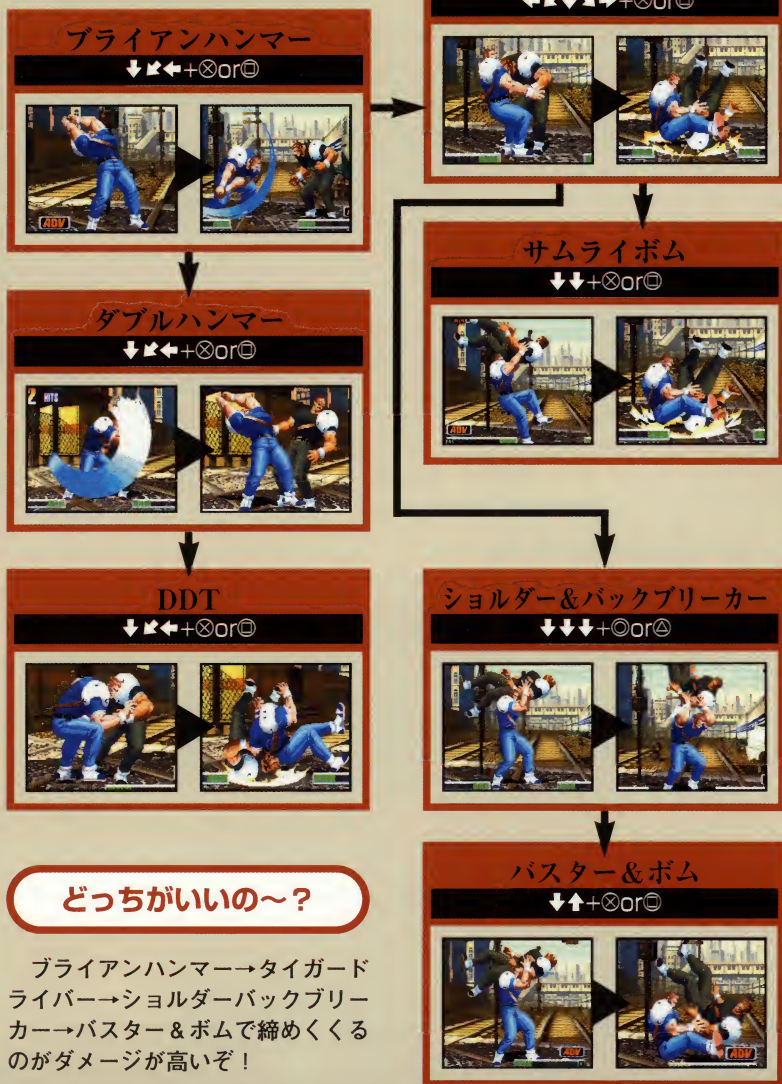 ←↙↓↙→+⊗or□
ブライアンハンマー
↓↙←+⊗or□
ADV
ダブルハンマー
↓↙←+⊗or□
2 HITS
DDT
↓↙←+⊗or□
サムライボム
↓↓+⊗or□
ADV
ショルダー&バックブリーカー
↓↓↓+◎or△
バスター&ボム
↓↑+⊗or□
ADV
どっちがいいの〜?
ブライアンハンマー→タイガード
ライバー→ショルダーバックブリー
カー→バスター&ボムで締めくくる
のがダメージが高いぞ!